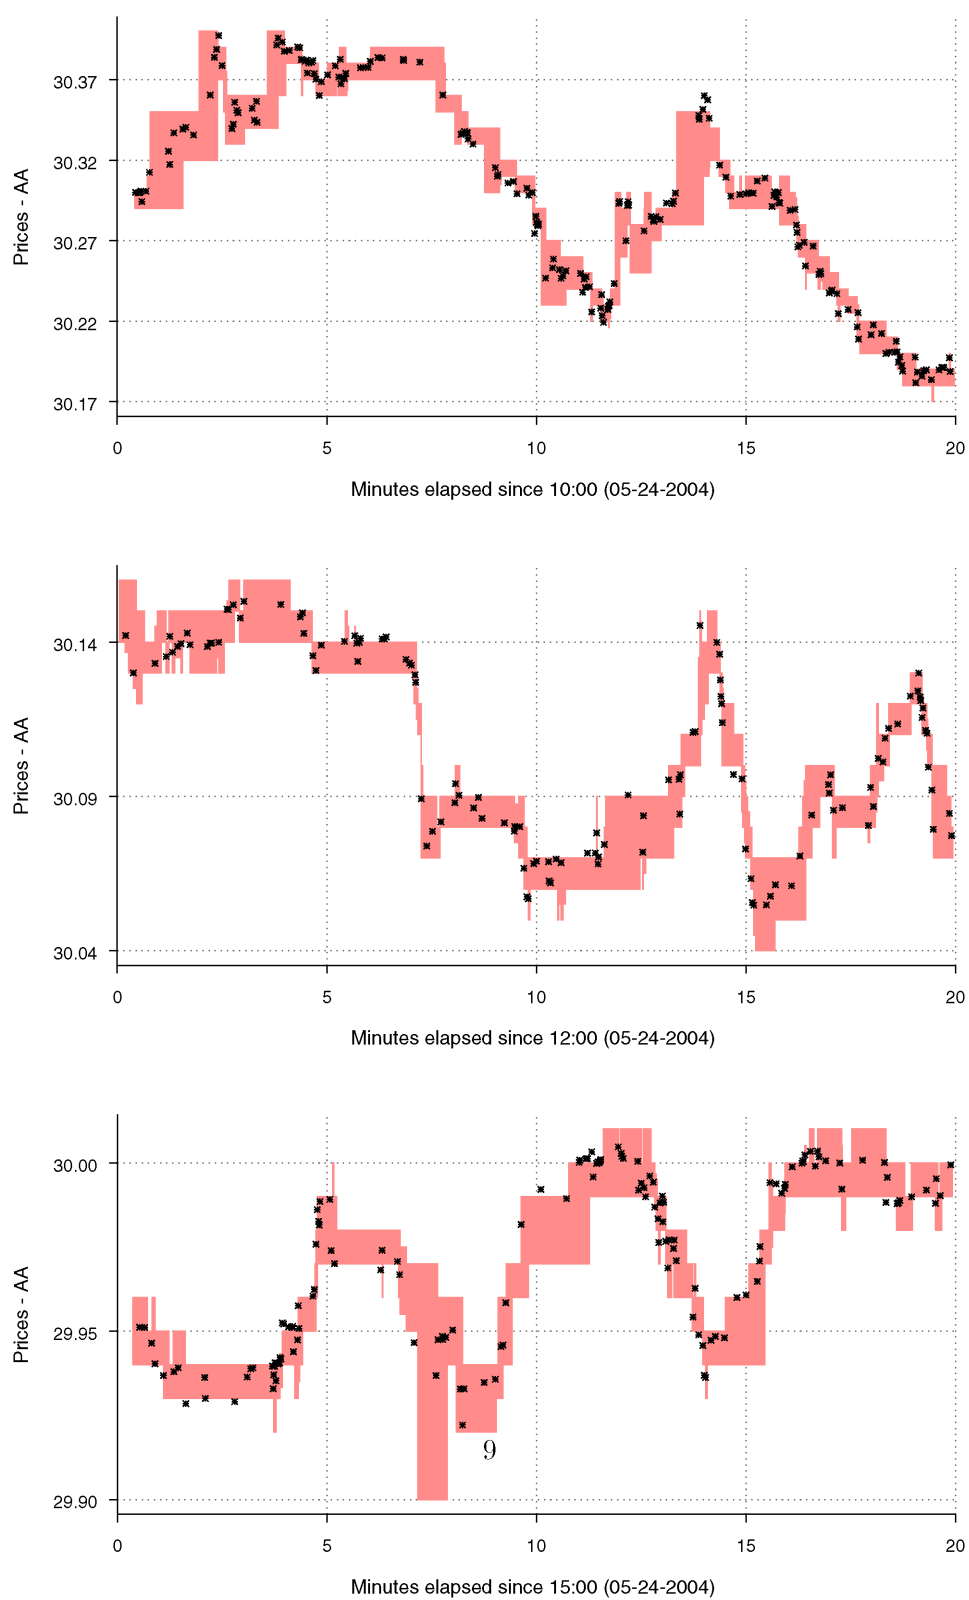 Prices - AA
30.37
30.32
30.27
30.22
30.17
0 5 10 15 20
Minutes elapsed since 10:00 (05-24-2004)
Prices - AA
30.14
30.09
30.04
0 5 10 15 20
Minutes elapsed since 12:00 (05-24-2004)
Prices - AA
30.00
29.95
29.90
9
0 5 10 15 20
Minutes elapsed since 15:00 (05-24-2004)